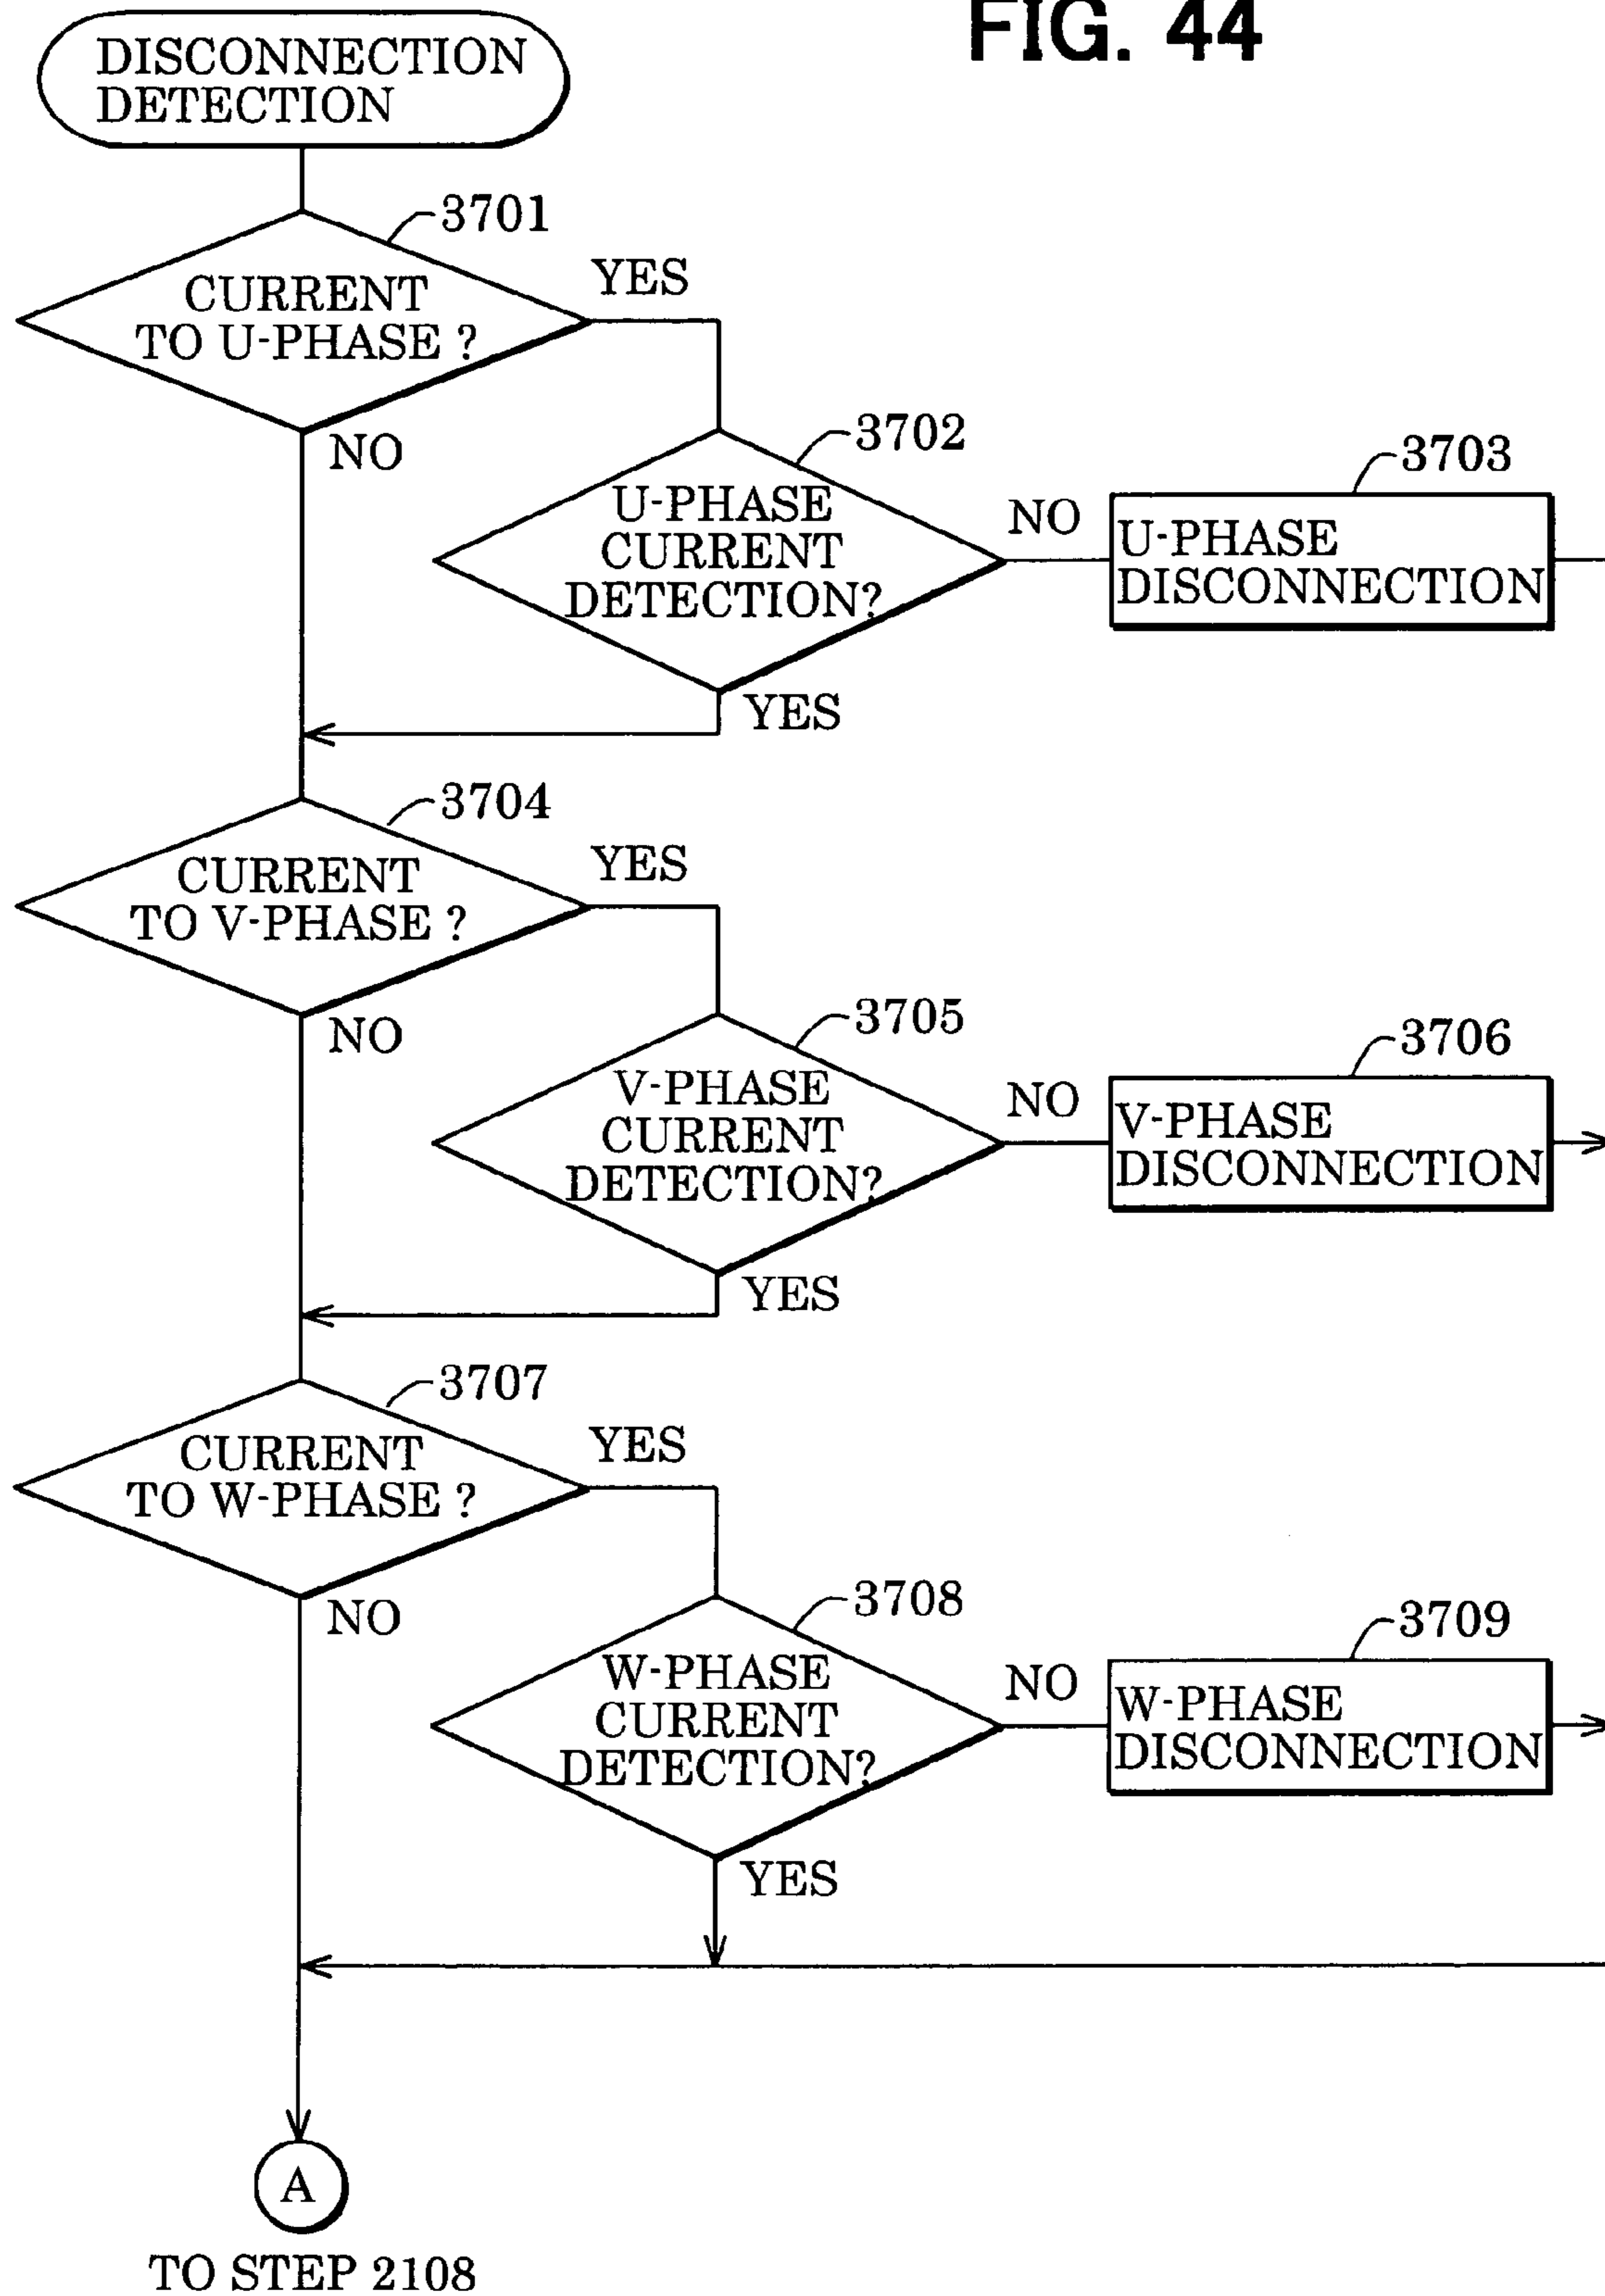 FIG. 44
DISCONNECTION
DETECTION
3701
CURRENT
TO U-PHASE ?
YES
NO
3702
U-PHASE
CURRENT
DETECTION?
NO
YES
3703
U-PHASE
DISCONNECTION
3704
CURRENT
TO V-PHASE ?
YES
NO
3705
V-PHASE
CURRENT
DETECTION?
NO
YES
3706
V-PHASE
DISCONNECTION
3707
CURRENT
TO W-PHASE ?
YES
NO
3708
W-PHASE
CURRENT
DETECTION?
NO
YES
3709
W-PHASE
DISCONNECTION
A
TO STEP 2108